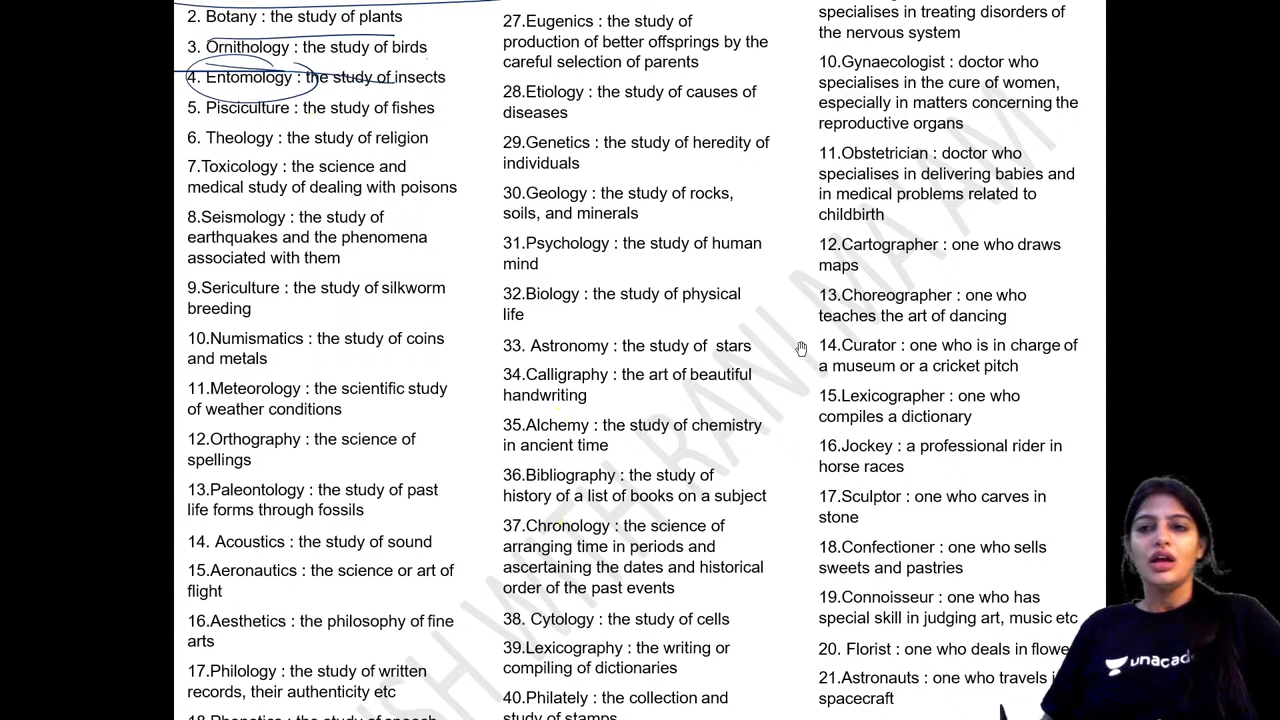 2. Botany : the study of plants
3. Ornithology : the study of birds
4. Entomology : the study of insects
5. Pisciculture : the study of fishes
6. Theology : the study of religion
7.Toxicology : the science and
medical study of dealing with poisons
8.Seismology : the study of
earthquakes and the phenomena
associated with them
9.Sericulture : the study of silkworm
breeding
10.Numismatics : the study of coins
and metals
11.Meteorology : the scientific study
of weather conditions
12.Orthography : the science of
spellings
13.Paleontology : the study of past
life forms through fossils
14. Acoustics : the study of sound
15.Aeronautics : the science or art of
flight
16.Aesthetics : the philosophy of fine
arts
17.Philology : the study of written
records, their authenticity etc
18.Phonetics : the study of speech
27.Eugenics : the study of
production of better offsprings by the
careful selection of parents
28.Etiology : the study of causes of
diseases
29.Genetics : the study of heredity of
individuals
30.Geology : the study of rocks,
soils, and minerals
31.Psychology : the study of human
mind
32.Biology : the study of physical
life
33. Astronomy : the study of stars
34.Calligraphy : the art of beautiful
handwriting
35.Alchemy : the study of chemistry
in ancient time
36.Bibliography : the study of
history of a list of books on a subject
37.Chronology : the science of
arranging time in periods and
ascertaining the dates and historical
order of the past events
38. Cytology : the study of cells
39.Lexicography : the writing or
compiling of dictionaries
40.Philately : the collection and
study of stamps
specialises in treating disorders of
the nervous system
10.Gynaecologist : doctor who
specialises in the cure of women,
especially in matters concerning the
reproductive organs
11.Obstetrician : doctor who
specialises in delivering babies and
in medical problems related to
childbirth
12.Cartographer : one who draws
maps
13.Choreographer : one who
teaches the art of dancing
14.Curator : one who is in charge of
a museum or a cricket pitch
15.Lexicographer : one who
compiles a dictionary
16.Jockey : a professional rider in
horse races
17.Sculptor : one who carves in
stone
18.Confectioner : one who sells
sweets and pastries
19.Connoisseur : one who has
special skill in judging art, music etc
20. Florist : one who deals in flowe
21.Astronauts : one who travels i
spacecraft
WITH RANI MA'AM
unacad